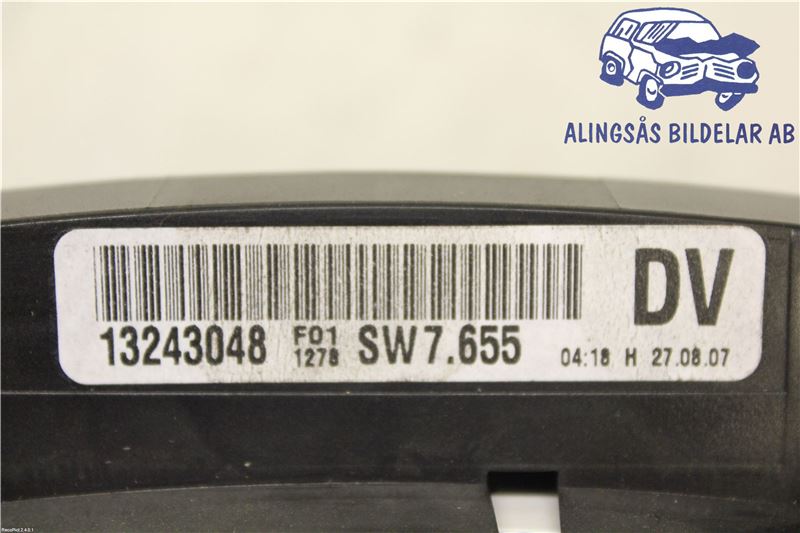 ALINGSÅS BILDELAR AB
DV
13243048 F01 1278 SW7.655 04:18 H 27.08.07